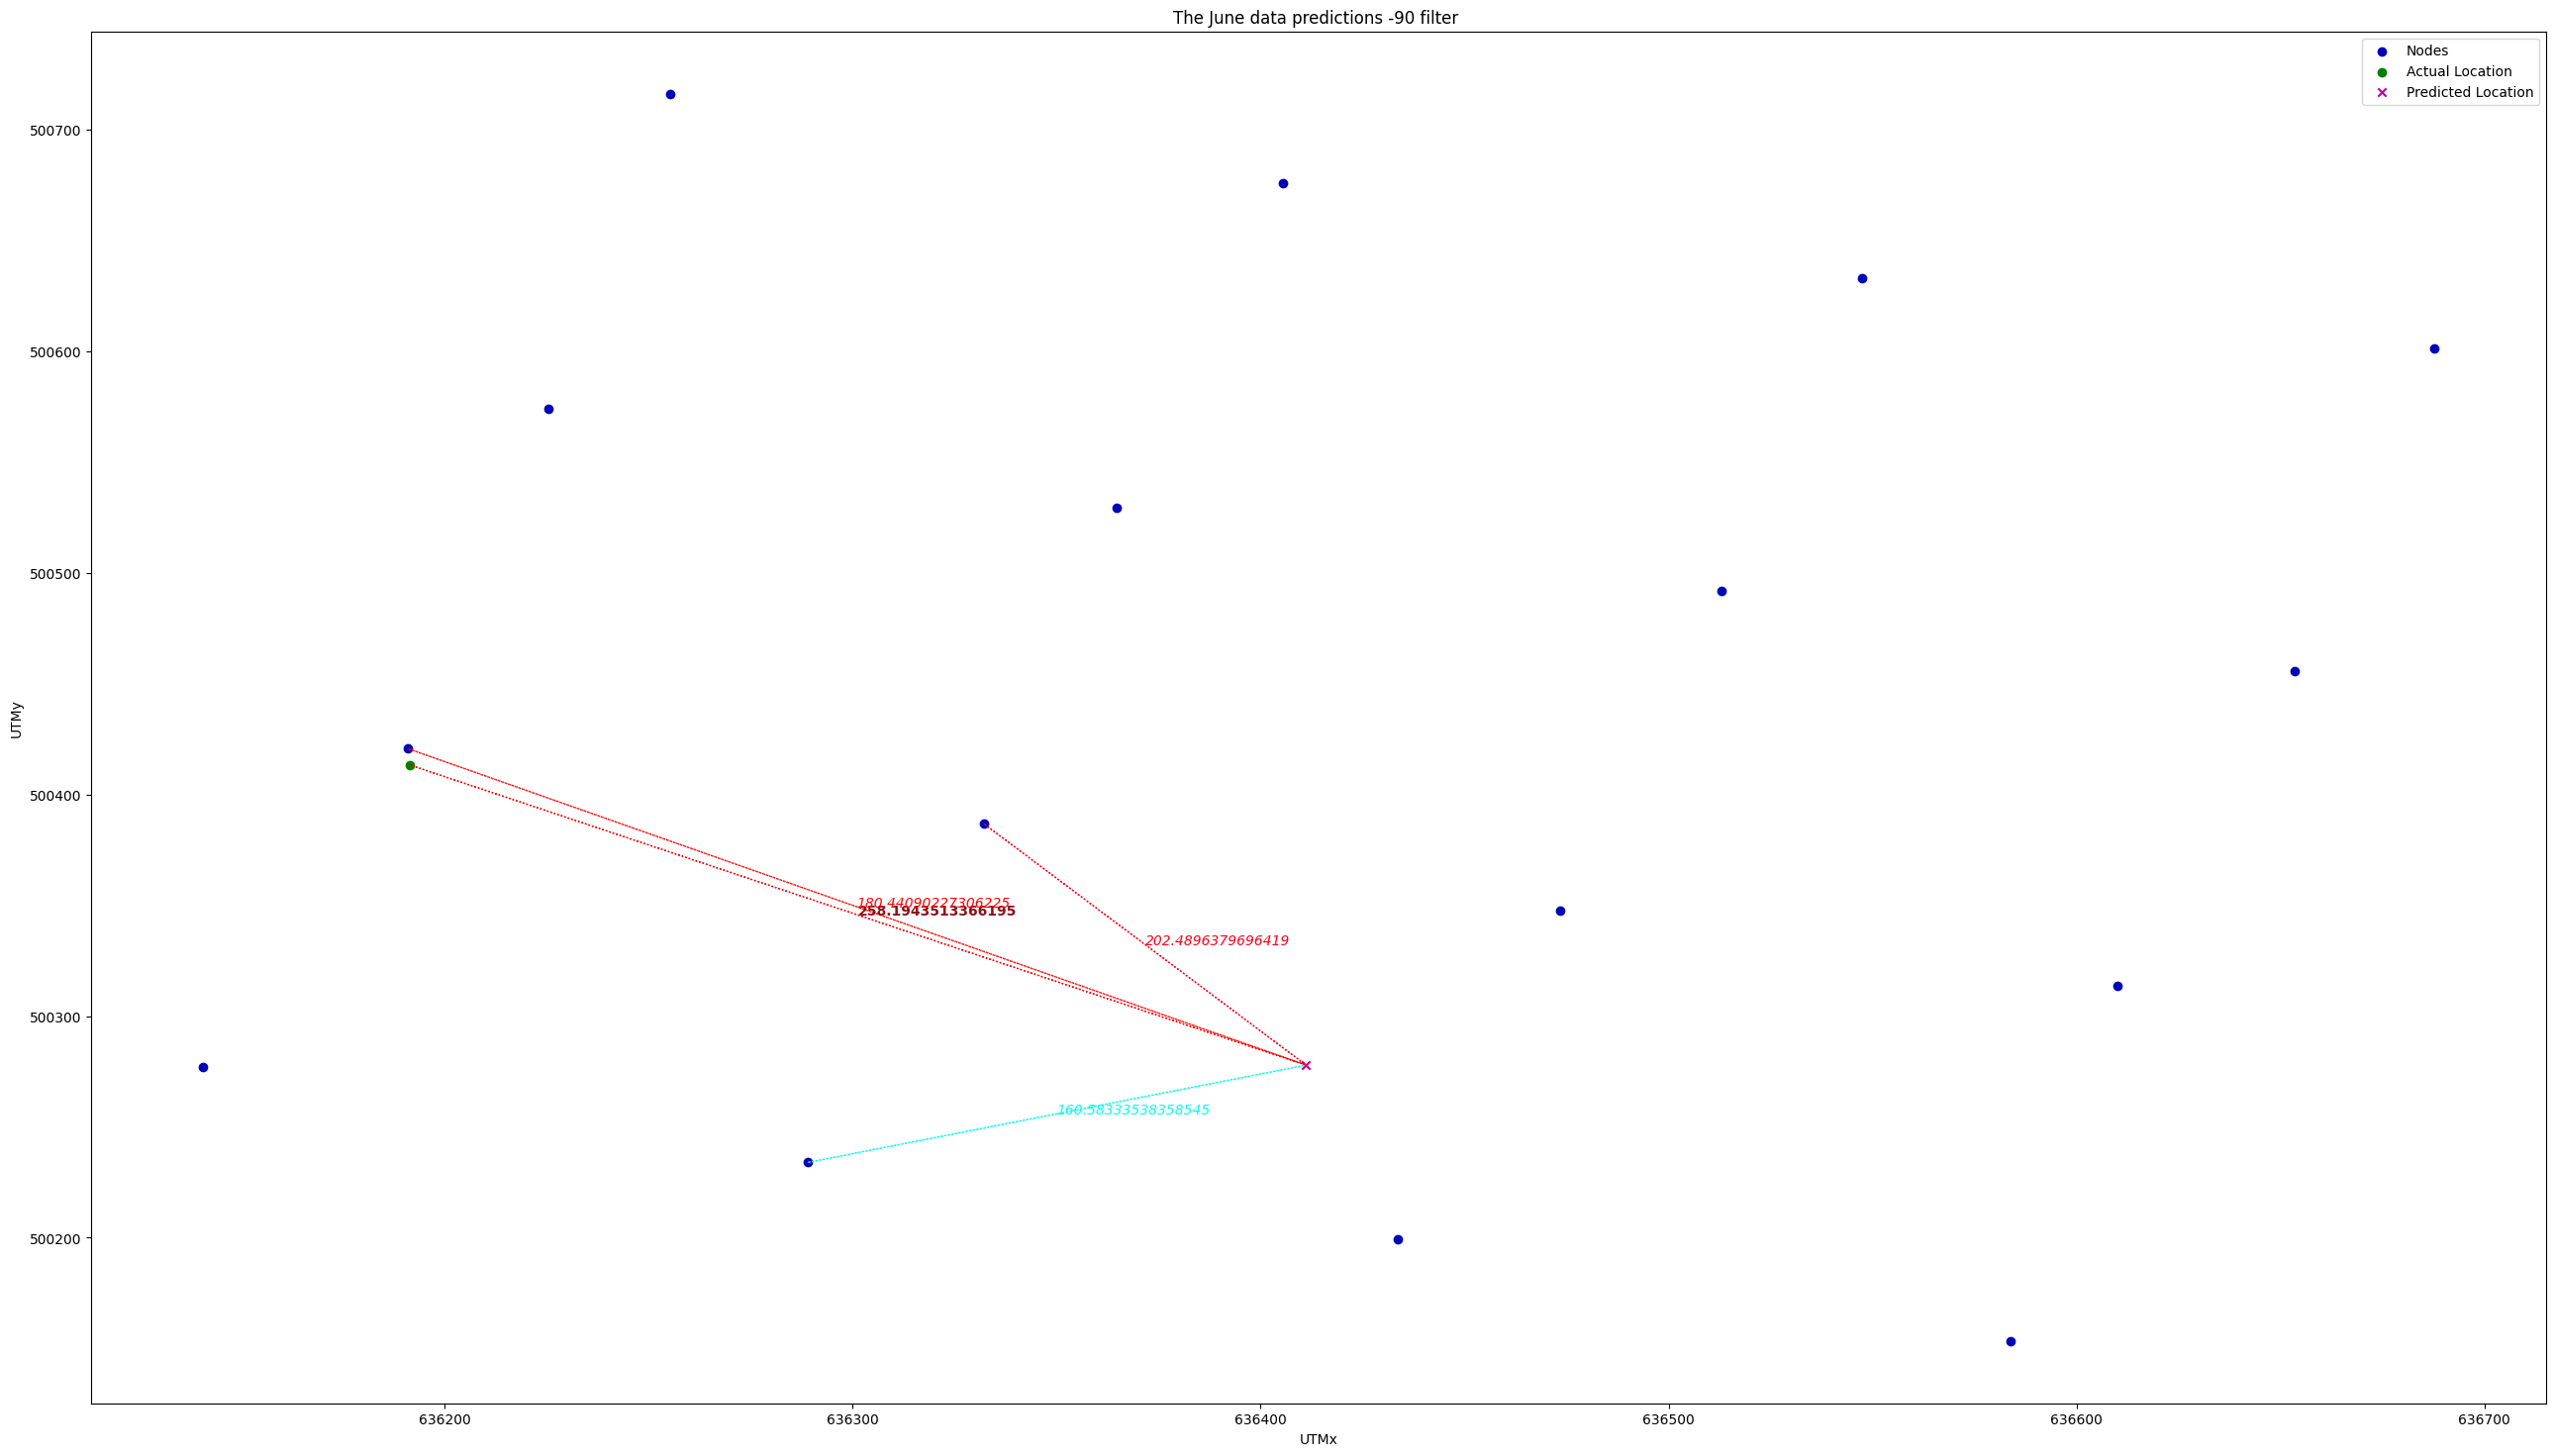 The June data predictions -90 filter
Nodes
Actual Location
Predicted Location
500700
500600
500500
500400
500300
500200
UTMy
180.44090227306225
258.1943513366195
202.4896379696419
160.58333538358545
636200
636300
636400
636500
636600
636700
UTMx